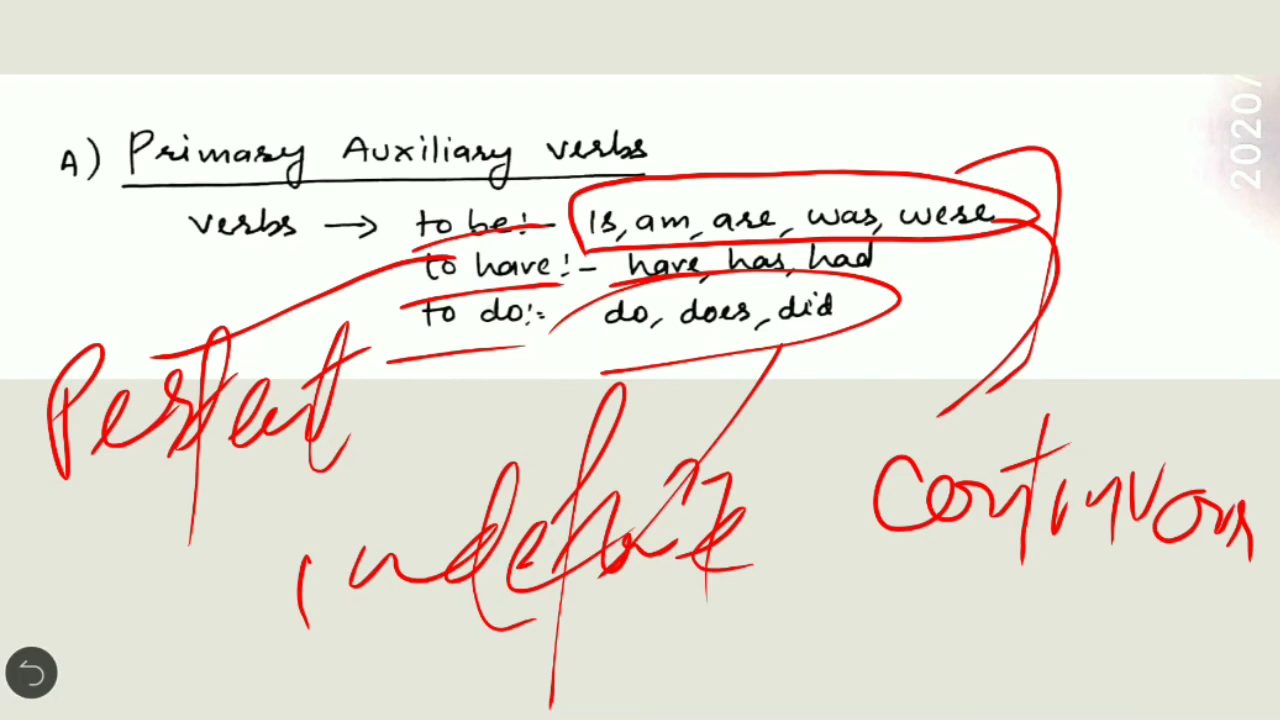 2020/
A) Primary Auxiliary verbs
verbs → to be:- Is, am, are, was, were
to have:- have, has, had
to do:- do, does, did
Perfect
indefinite
continuous